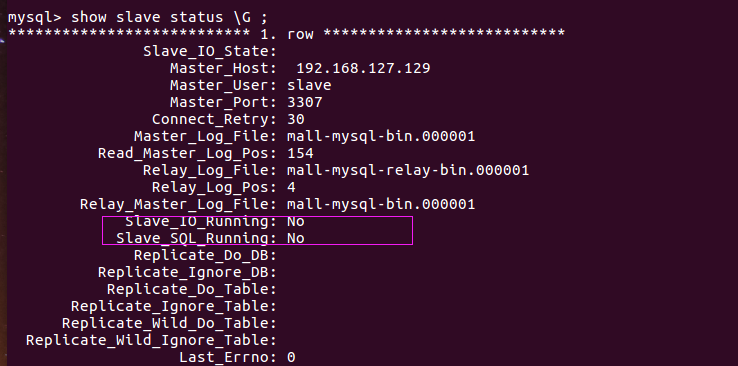 mysql> show slave status \G ;
*************************** 1. row ***************************
Slave_IO_State:
Master_Host:  192.168.127.129
Master_User: slave
Master_Port: 3307
Connect_Retry: 30
Master_Log_File: mall-mysql-bin.000001
Read_Master_Log_Pos: 154
Relay_Log_File: mall-mysql-relay-bin.000001
Relay_Log_Pos: 4
Relay_Master_Log_File: mall-mysql-bin.000001
Slave_IO_Running: No
Slave_SQL_Running: No
Replicate_Do_DB:
Replicate_Ignore_DB:
Replicate_Do_Table:
Replicate_Ignore_Table:
Replicate_Wild_Do_Table:
Replicate_Wild_Ignore_Table:
Last_Errno: 0